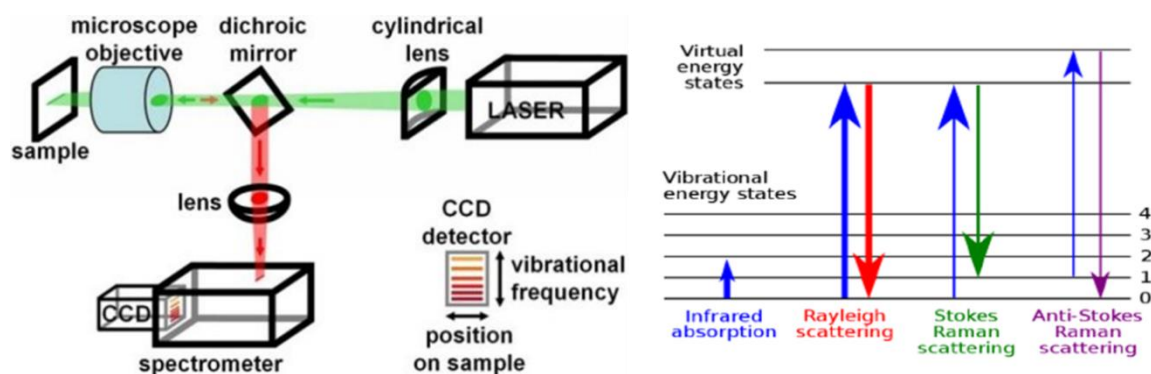 microscope
objective
dichroic
mirror
cylindrical
lens
LASER
sample
lens
CCD
detector
vibrational
frequency
position
on sample
CCD
spectrometer
Virtual
energy
states
Vibrational
energy states
4
3
2
1
0
Infrared
absorption
Rayleigh
scattering
Stokes
Raman
scattering
Anti-Stokes
Raman
scattering